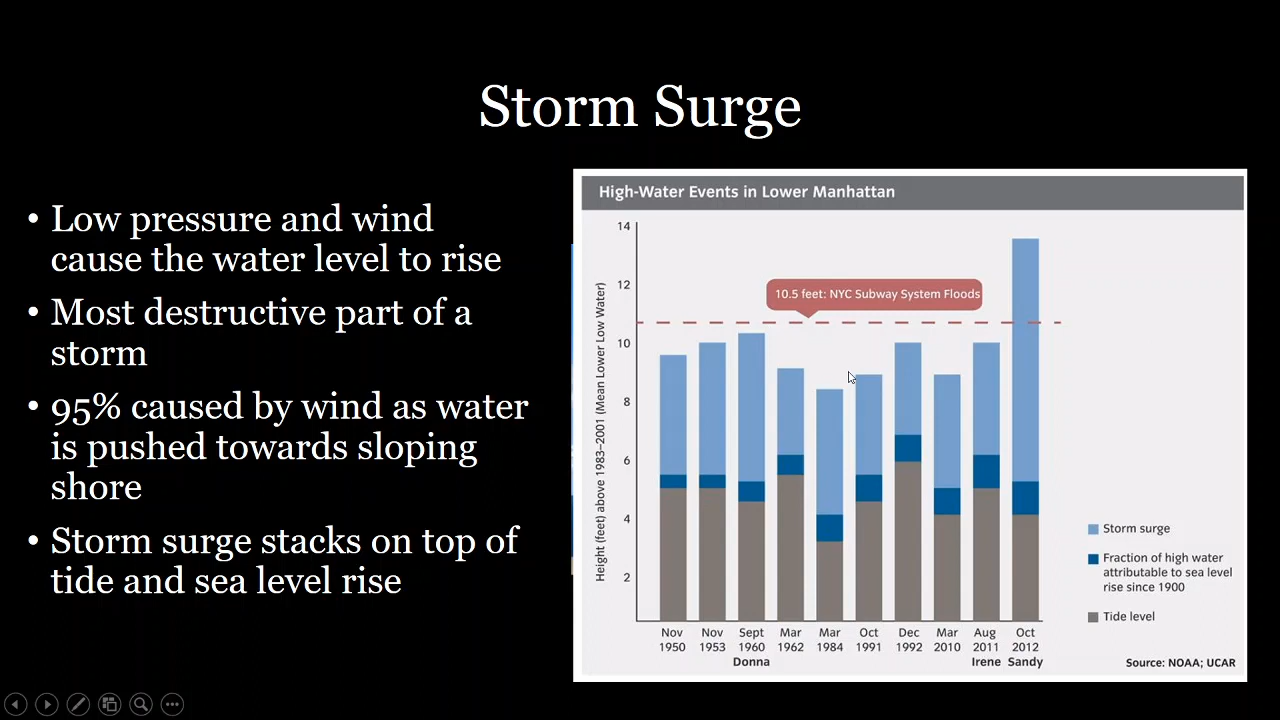 Storm Surge
• Low pressure and wind
cause the water level to rise
• Most destructive part of a
storm
• 95% caused by wind as water
is pushed towards sloping
shore
• Storm surge stacks on top of
tide and sea level rise
High-Water Events in Lower Manhattan
Height (feet) above 1983–2001 (Mean Lower Low Water)
14
12
10
8
6
4
2
10.5 feet: NYC Subway System Floods
Nov Nov Sept Mar Mar Oct Dec Mar Aug Oct
1950 1953 1960 1962 1984 1991 1992 2010 2011 2012
Donna Irene Sandy
Storm surge
Fraction of high water
attributable to sea level
rise since 1900
Tide level
Source: NOAA; UCAR